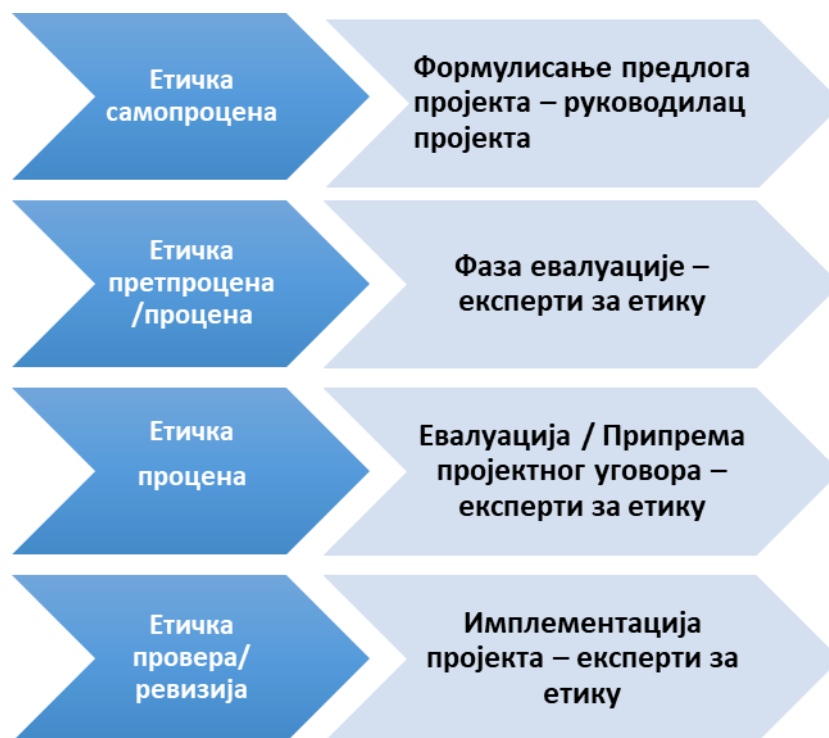 Етичка
самопроцена
Формулисање предлога
пројекта – руководилац
пројекта
Етичка
претпроцена
/процена
Фаза евалуације –
експерти за етику
Етичка
процена
Евалуација / Припрема
пројектног уговора –
експерти за етику
Етичка
провера/
ревизија
Имплементација
пројекта – експерти за
етику